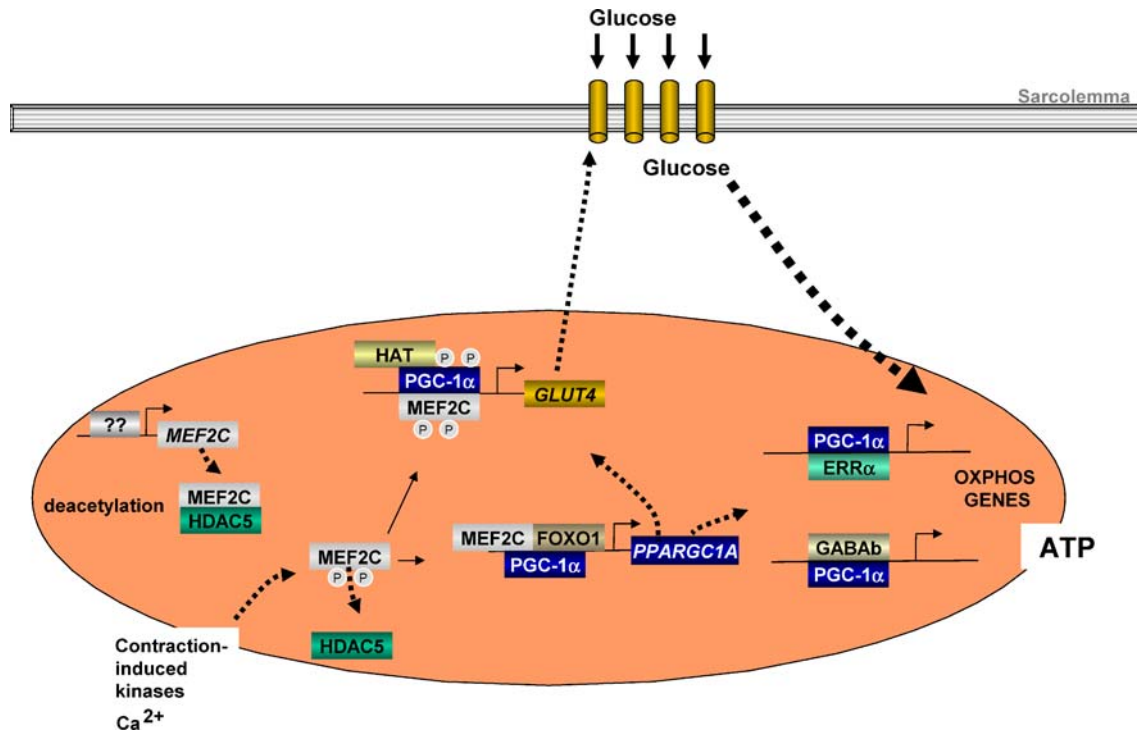 Glucose
Sarcolemma
Glucose
HAT
P P
PGC-1α
MEF2C
P P
GLUT4
??
MEF2C
deacetylation
MEF2C
HDAC5
MEF2C
P P
HDAC5
Contraction-
induced
kinases
Ca2+
MEF2C FOXO1
PGC-1α
PPARGC1A
PGC-1α
ERRα
OXPHOS
GENES
GABAb
PGC-1α
ATP